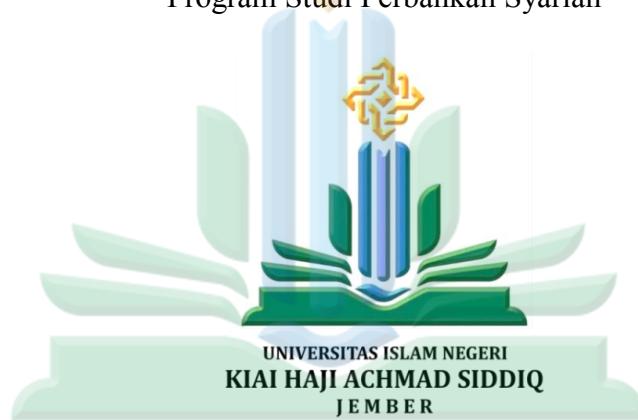 Program Studi Perbankan Syariah
UNIVERSITAS ISLAM NEGERI
KIAI HAJI ACHMAD SIDDIQ
JEMBER